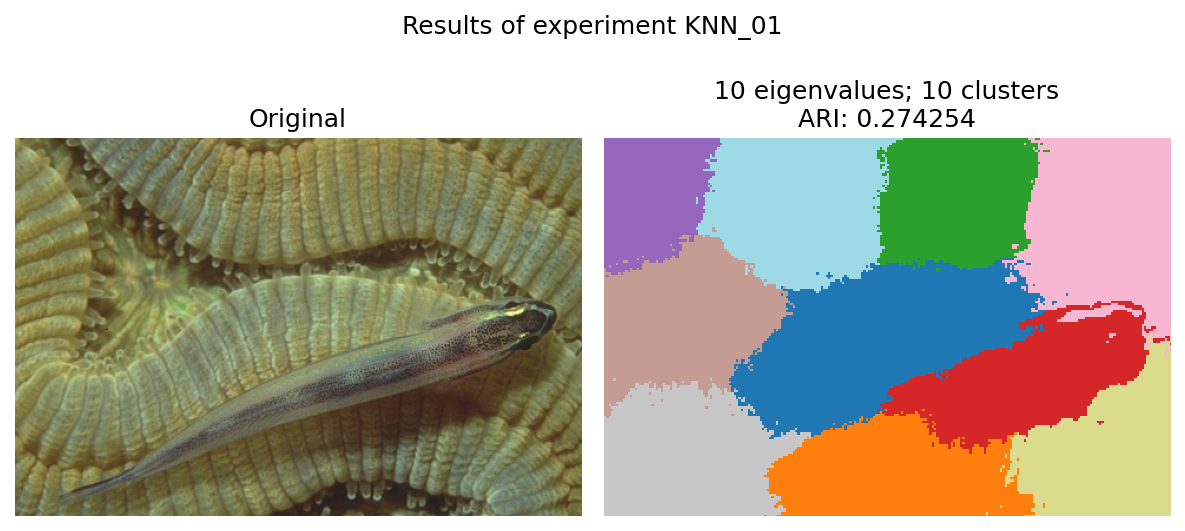 Results of experiment KNN_01
Original
10 eigenvalues; 10 clusters
ARI: 0.274254